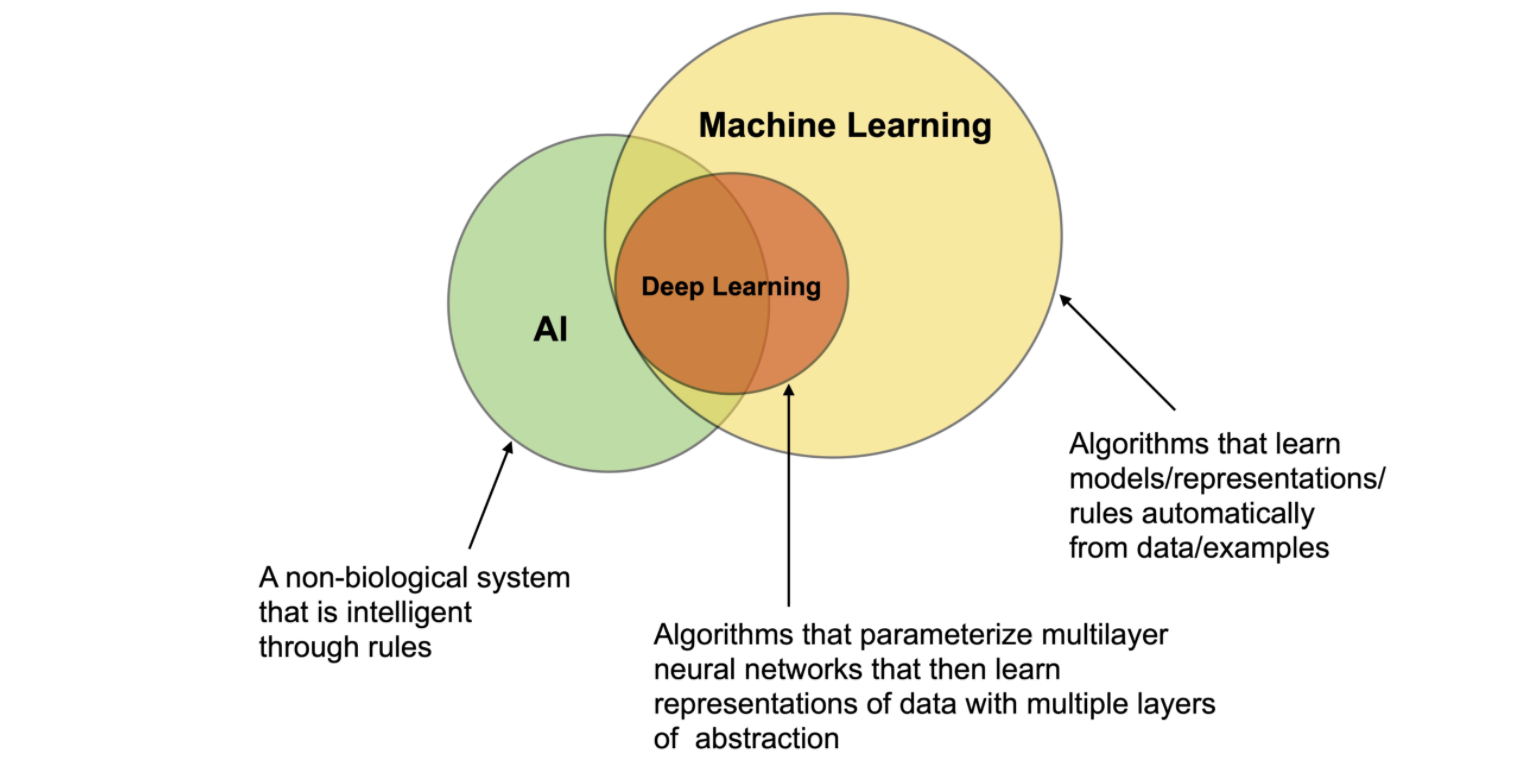 Machine Learning
Deep Learning
AI
Algorithms that learn
models/representations/
rules automatically
from data/examples
A non-biological system
that is intelligent
through rules
Algorithms that parameterize multilayer
neural networks that then learn
representations of data with multiple layers
of  abstraction